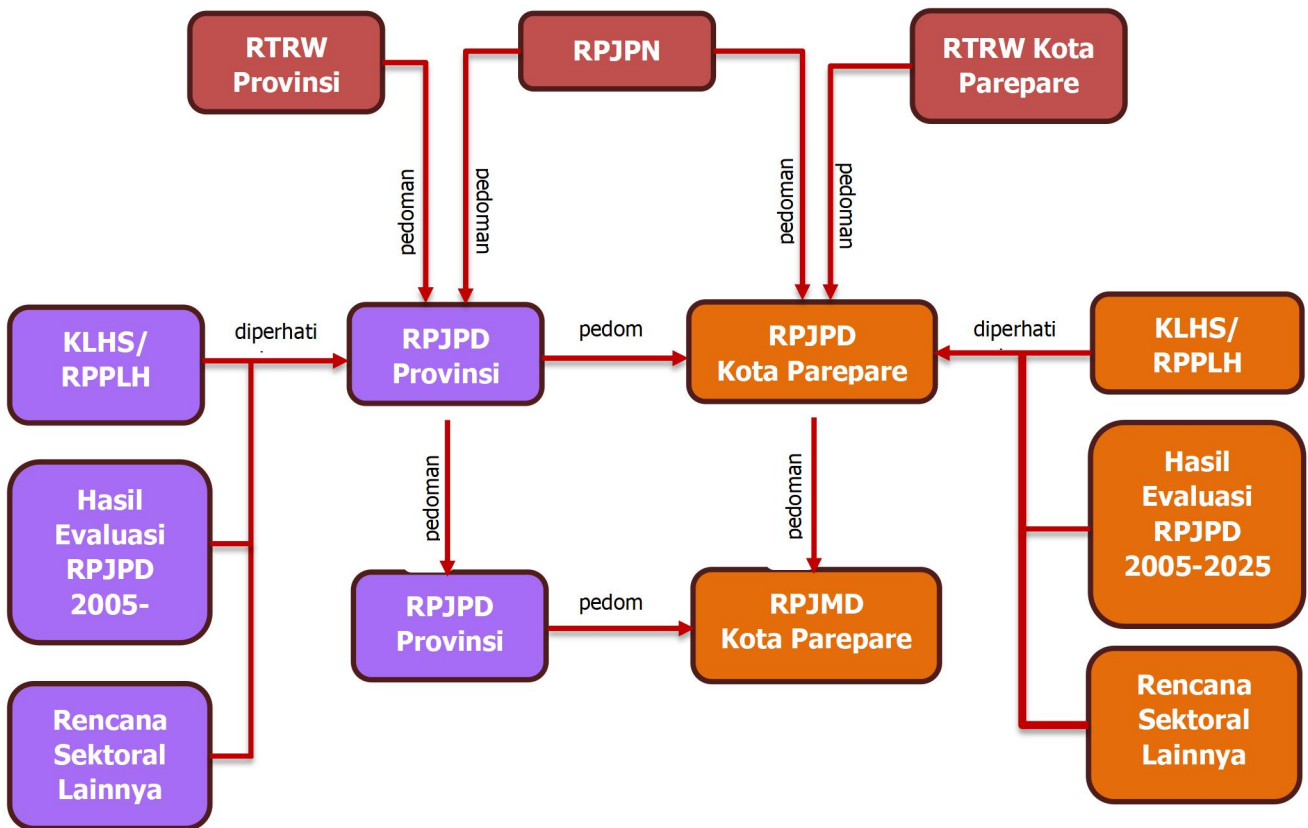 RTRW
Provinsi
RPJPN
RTRW Kota
Parepare
pedoman
pedoman
pedoman
pedoman
KLHS/
RPPLH
diperhati
RPJPD
Provinsi
pedom
RPJPD
Kota Parepare
diperhati
KLHS/
RPPLH
Hasil
Evaluasi
RPJPD
2005-
pedoman
pedoman
Hasil
Evaluasi
RPJPD
2005-2025
RPJPD
Provinsi
pedom
RPJMD
Kota Parepare
Rencana
Sektoral
Lainnya
Rencana
Sektoral
Lainnya